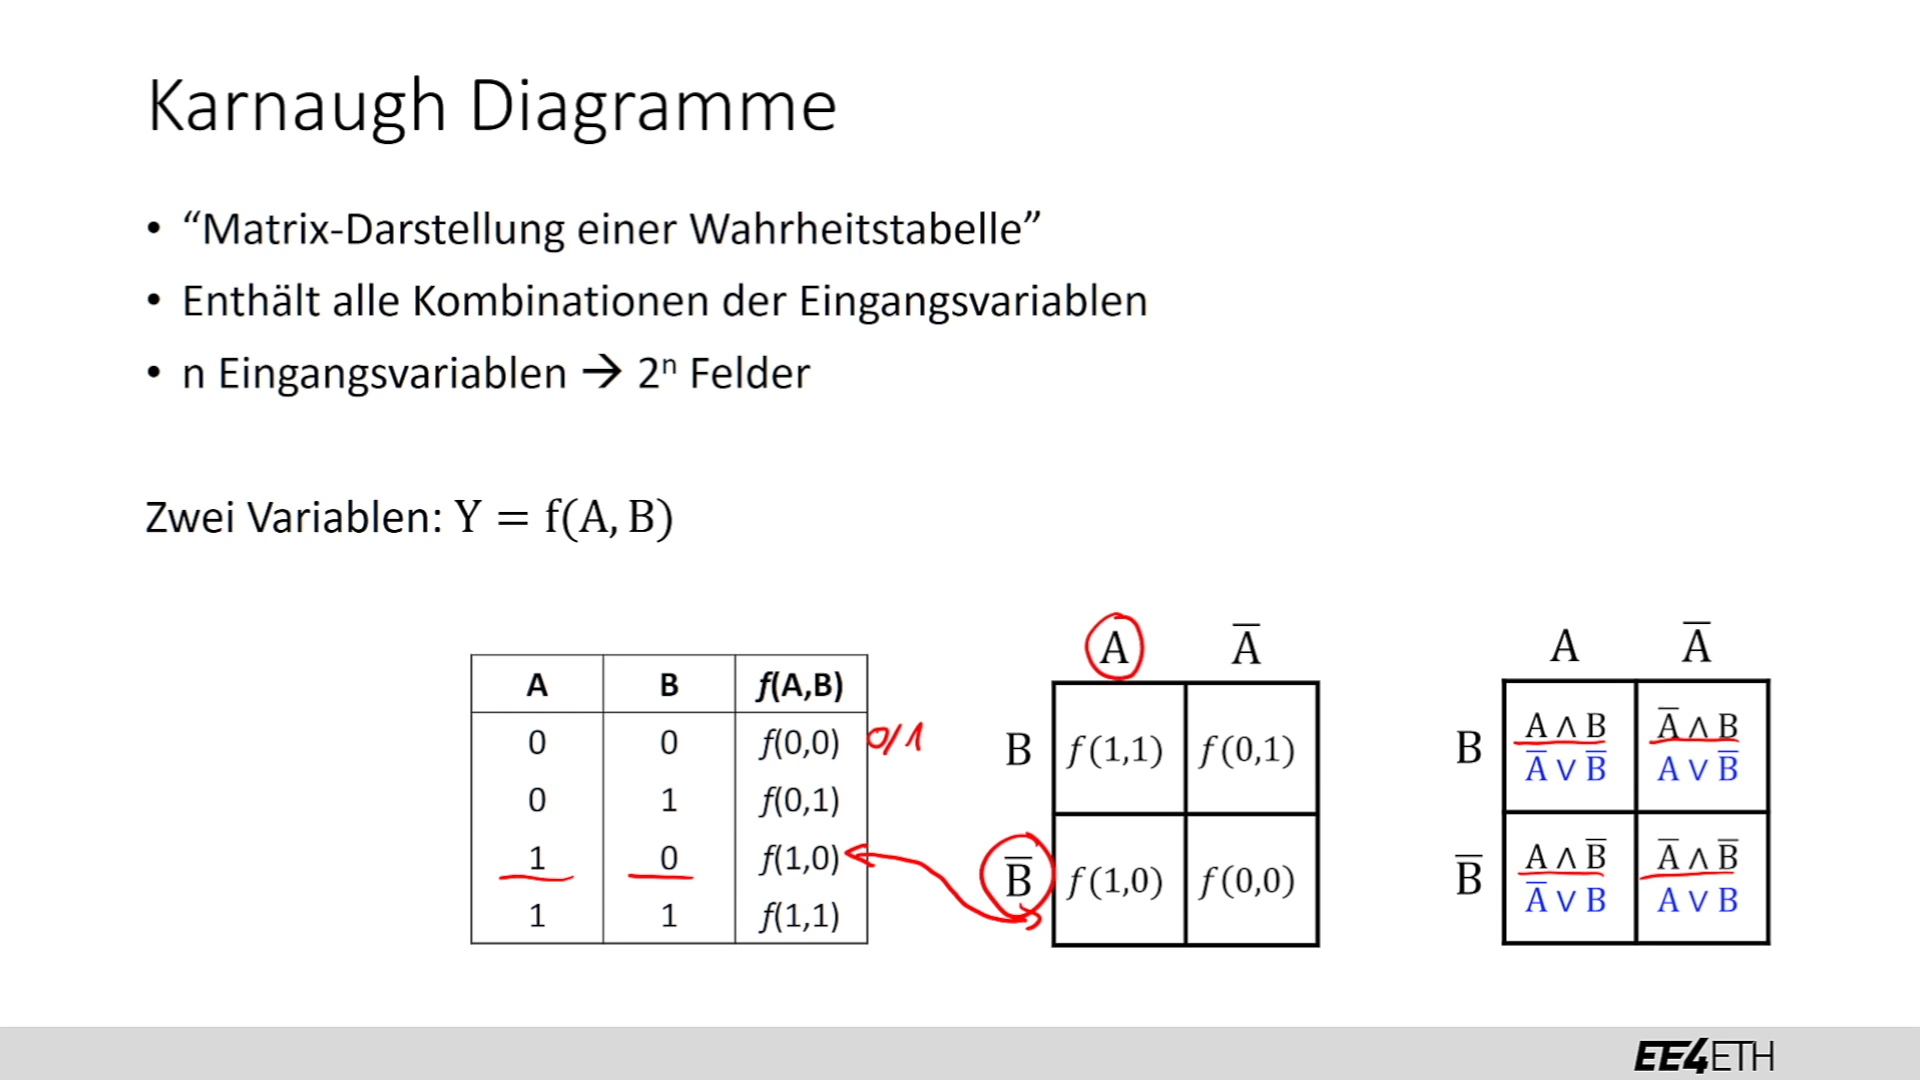 Karnaugh Diagramme
• “Matrix-Darstellung einer Wahrheitstabelle”
• Enthält alle Kombinationen der Eingangsvariablen
• n Eingangsvariablen → 2ⁿ Felder
Zwei Variablen: Y = f(A, B)
A B f(A,B)
0 0 f(0,0) 0/1
0 1 f(0,1)
1 0 f(1,0)
1 1 f(1,1)
A A̅
B f(1,1) f(0,1)
B̅ f(1,0) f(0,0)
A A̅
B A ∧ B A̅ ∧ B
A̅ ∨ B̅ A ∨ B̅
B̅ A ∧ B̅ A̅ ∧ B̅
A̅ ∨ B A ∨ B
EE4ETH